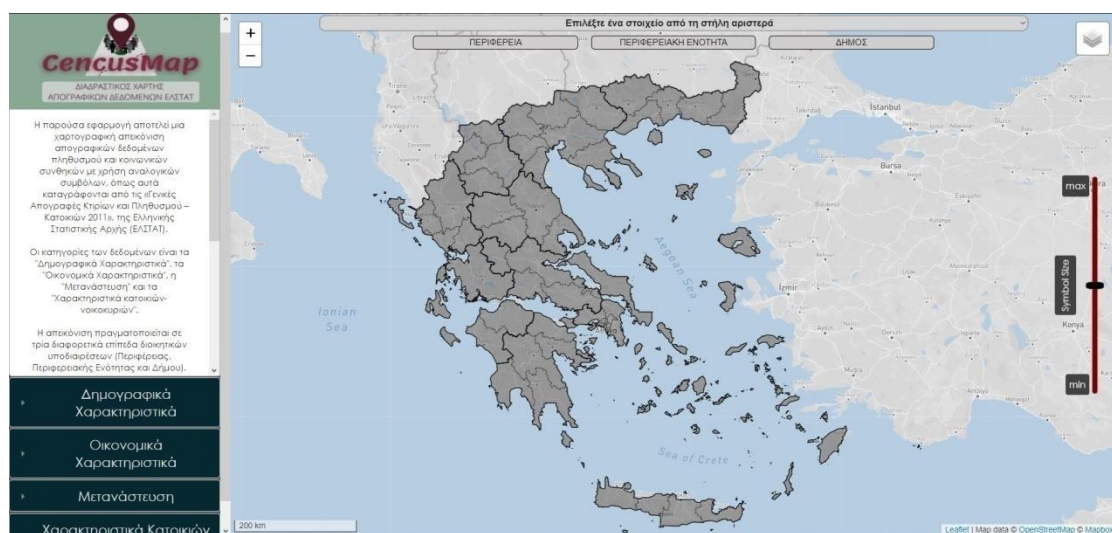 CencusMap
ΔΙΑΔΡΑΣΤΙΚΟΣ ΧΑΡΤΗΣ
ΑΠΟΓΡΑΦΙΚΩΝ ΔΕΔΟΜΕΝΩΝ ΕΛΣΤΑΤ
Η παρούσα εφαρμογή αποτελεί μια
χαρτογραφική απεικόνιση
απογραφικών δεδομένων
πληθυσμού και κοινωνικών
συνθηκών με χρήση αναλογικών
συμβόλων, όπως αυτά
καταγράφονται από τις «Γενικές
Απογραφές Κτιρίων και Πληθυσμού –
Κατοικιών 2011», της Ελληνικής
Στατιστικής Αρχής (ΕΛΣΤΑΤ).
Οι κατηγορίες των δεδομένων είναι τα
"Δημογραφικά Χαρακτηριστικά", τα
"Οικονομικά Χαρακτηριστικά", η
"Μετανάστευση" και τα
"Χαρακτηριστικά κατοικιών-
νοικοκυριών".
Η απεικόνιση πραγματοποιείται σε
τρία διαφορετικά επίπεδα διοικητικών
υποδιαιρέσεων (Περιφέρειας,
Περιφερειακής Ενότητας και Δήμου).
Δημογραφικά
Χαρακτηριστικά
Οικονομικά
Χαρακτηριστικά
Μετανάστευση
Χαρακτηριστικά Κατοικιών
+
−
Επιλέξτε ένα στοιχείο από τη στήλη αριστερά
ΠΕΡΙΦΕΡΕΙΑ
ΠΕΡΙΦΕΡΕΙΑΚΗ ΕΝΟΤΗΤΑ
ΔΗΜΟΣ
Istanbul
Bursa
Eskişehir
Izmir
Konya
Antalya
Aegean Sea
Ionian
Sea
Sea of Crete
max
Symbol Size
min
200 km
Leaflet | Map data © OpenStreetMap © Mapbox